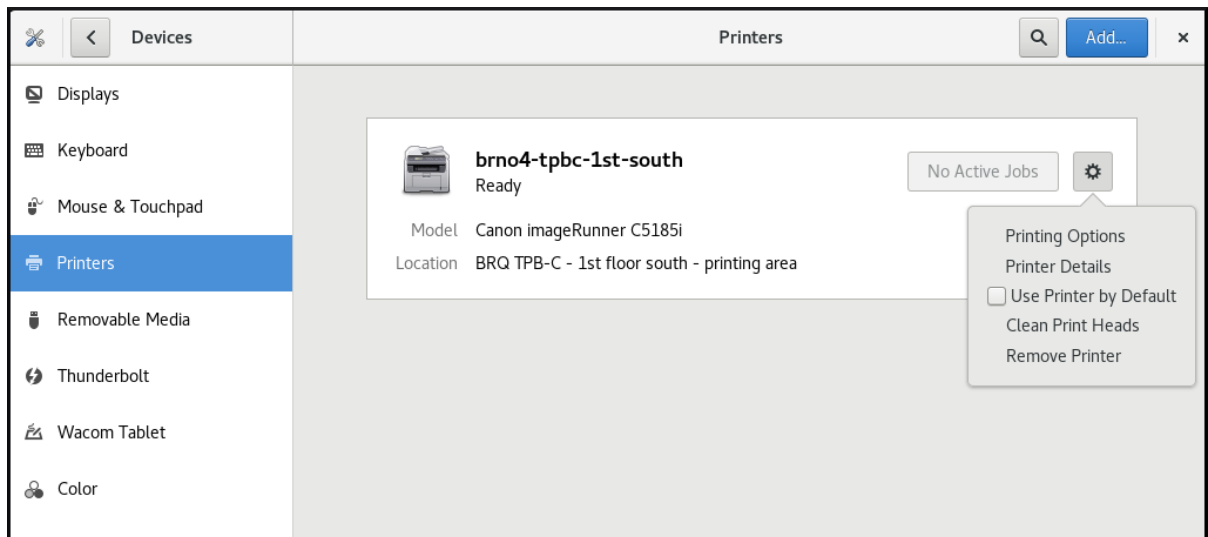 Devices
Printers
Add...
Displays
Keyboard
Mouse & Touchpad
Printers
Removable Media
Thunderbolt
Wacom Tablet
Color
brno4-tpbc-1st-south
Ready
No Active Jobs
Model Canon imageRunner C5185i
Location BRQ TPB-C - 1st floor south - printing area
Printing Options
Printer Details
Use Printer by Default
Clean Print Heads
Remove Printer